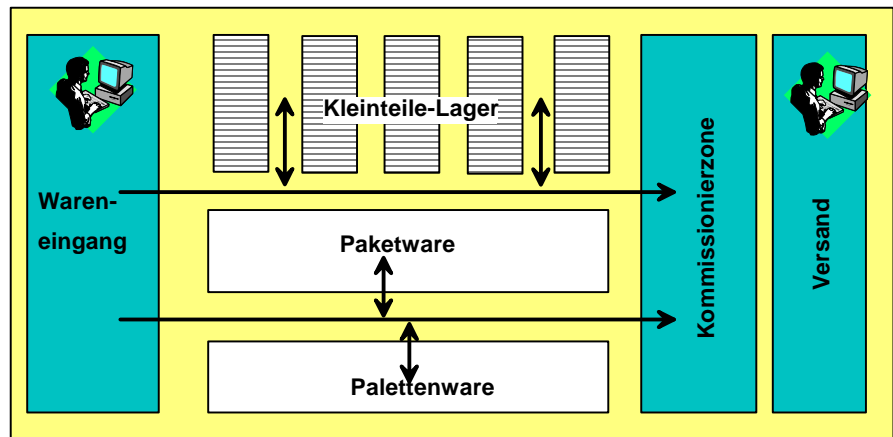 Kleinteile-Lager
Waren-
eingang
Paketware
Palettenware
Kommissionierzone
Versand